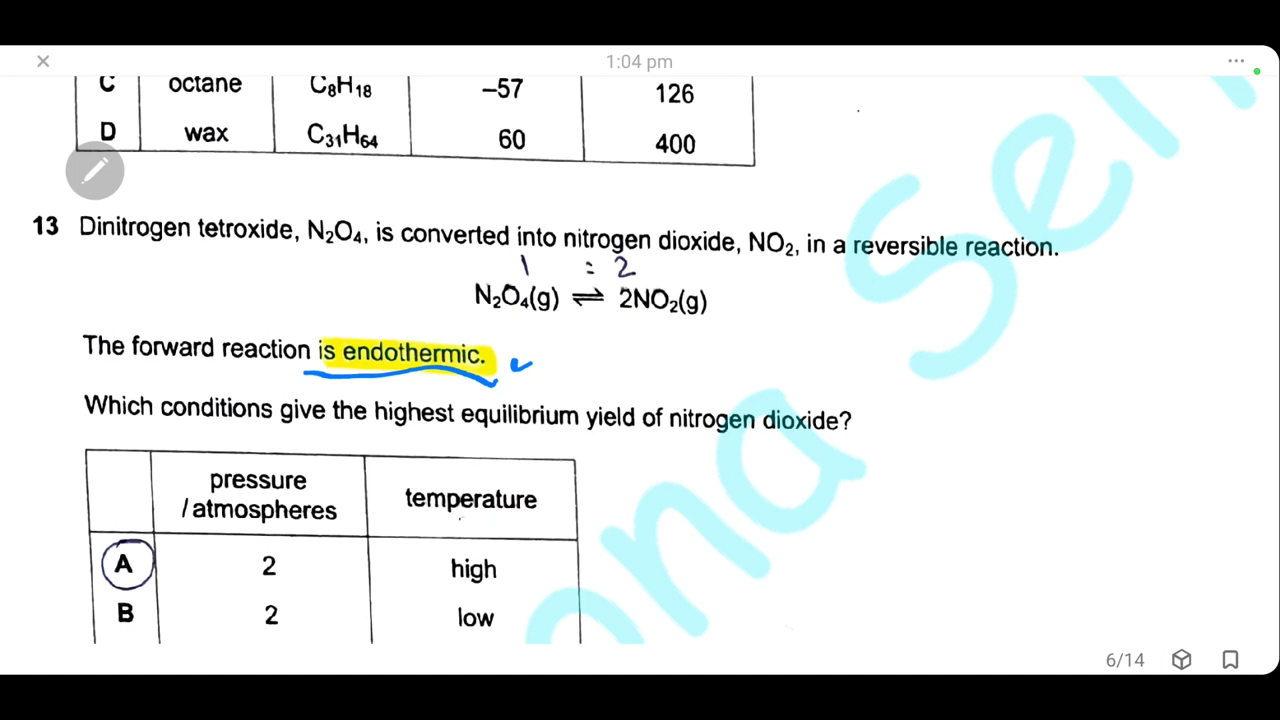 1:04 pm
C octane C₈H₁₈ –57 126
D wax C₃₁H₆₄ 60 400
13 Dinitrogen tetroxide, N₂O₄, is converted into nitrogen dioxide, NO₂, in a reversible reaction.
1 : 2
N₂O₄(g) ⇌ 2NO₂(g)
The forward reaction is endothermic.
Which conditions give the highest equilibrium yield of nitrogen dioxide?
pressure
/ atmospheres temperature
A 2 high
B 2 low
ona Sen
6/14